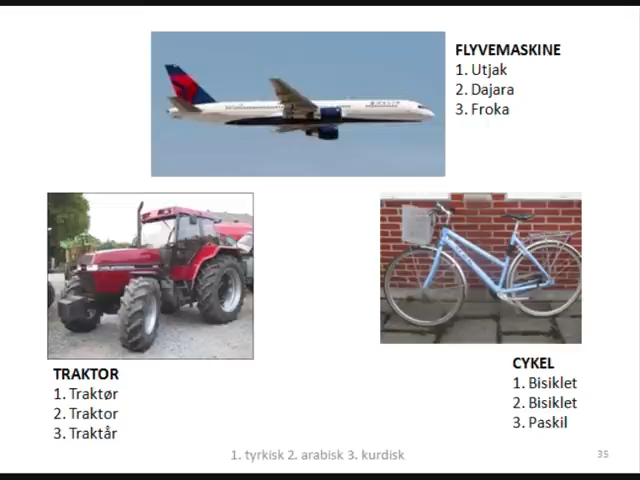 FLYVEMASKINE
1. Utjak
2. Dajara
3. Froka
TRAKTOR
1. Traktør
2. Traktor
3. Traktår
CYKEL
1. Bisiklet
2. Bisiklet
3. Paskil
1. tyrkisk 2. arabisk 3. kurdisk
35